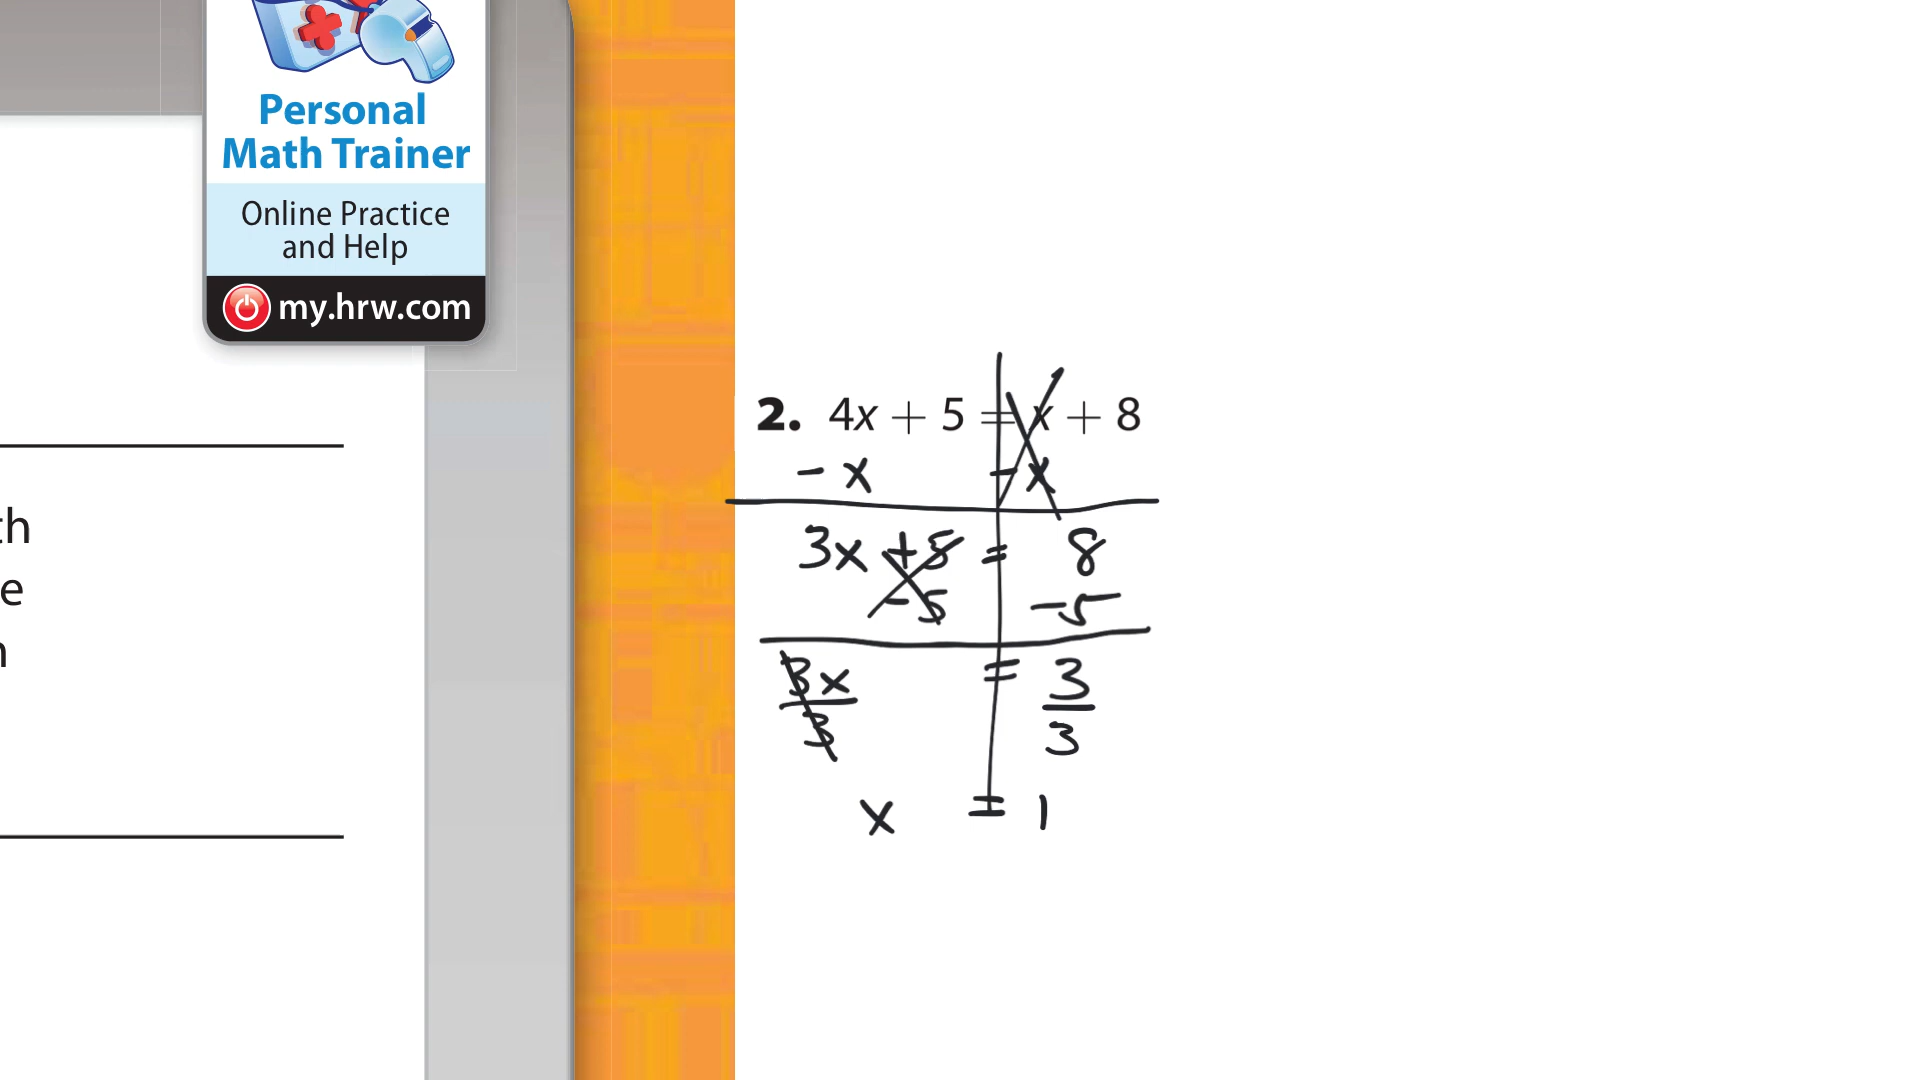 Personal
Math Trainer
Online Practice
and Help
my.hrw.com
th
e
n
2. 4x + 5 = x + 8
- x - x
3x + 5 = 8
- 5 - 5
3x = 3
3 3
x = 1